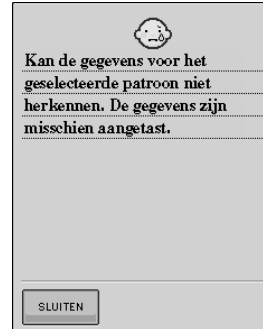 Kan de gegevens voor het
geselecteerde patroon niet
herkennen. De gegevens zijn
misschien aangetast.
SLUITEN